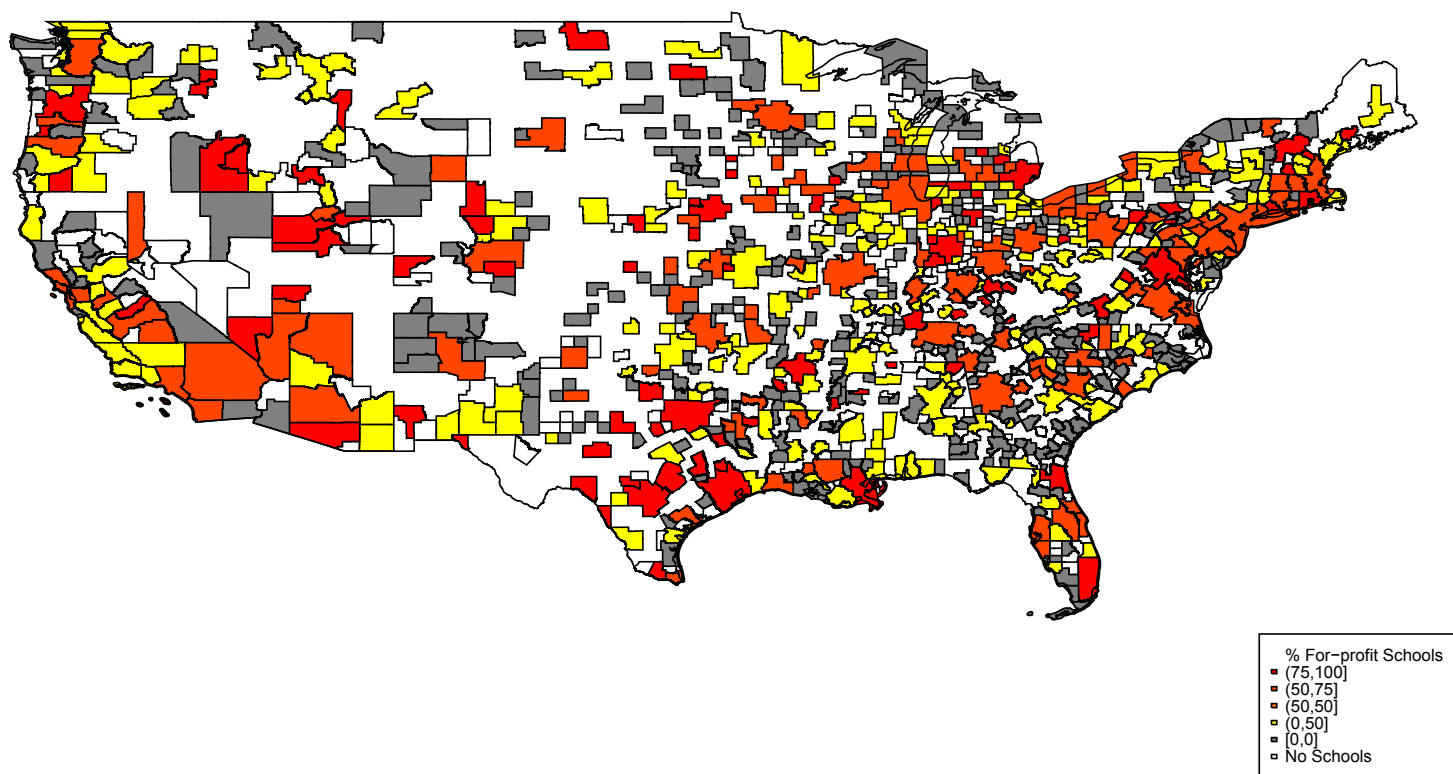 % For−profit Schools
(75,100]
(50,75]
(50,50]
(0,50]
[0,0]
No Schools